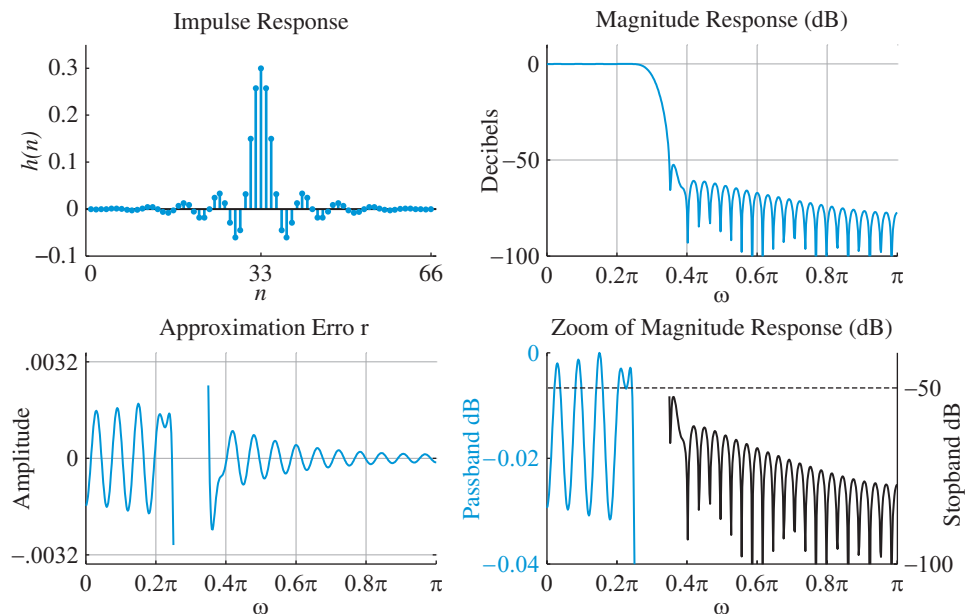 Impulse Response
h(n)
0.3
0.2
0.1
0
−0.1
0
33
66
n
Magnitude Response (dB)
Decibels
0
−50
−100
0
0.2π
0.4π
0.6π
0.8π
π
ω
Approximation Erro r
Amplitude
.0032
0
−.0032
0
0.2π
0.4π
0.6π
0.8π
π
ω
Zoom of Magnitude Response (dB)
Passband dB
0
−0.02
−0.04
−50
−100
Stopband dB
0
0.2π
0.4π
0.6π
0.8π
π
ω